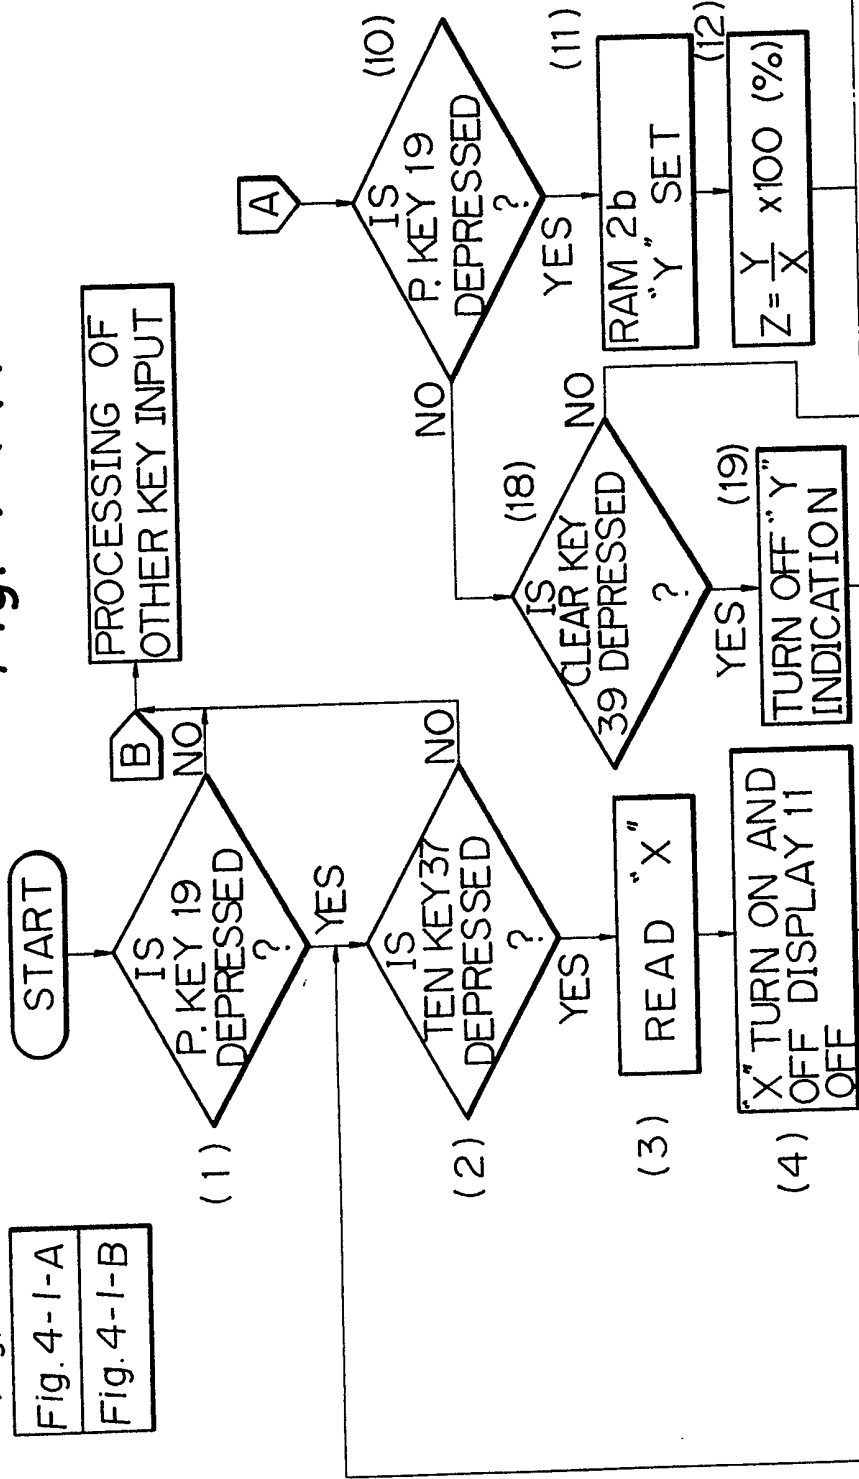 Fig. 4-1-A
Fig. 4-1-B
START
(1)
IS
P. KEY 19
DEPRESSED
?
NO
YES
B
PROCESSING OF
OTHER KEY INPUT
(2)
IS
TEN KEY 37
DEPRESSED
?
NO
YES
(3)
READ "X"
(4)
"X" TURN ON AND
OFF DISPLAY 11
OFF
A
(10)
IS
P. KEY 19
DEPRESSED
?
NO
YES
(11)
RAM 2b
"Y" SET
(12)
Z = Y/X x100 (%)
(18)
IS
CLEAR KEY
39 DEPRESSED
?
NO
YES
(19)
TURN OFF "Y"
INDICATION